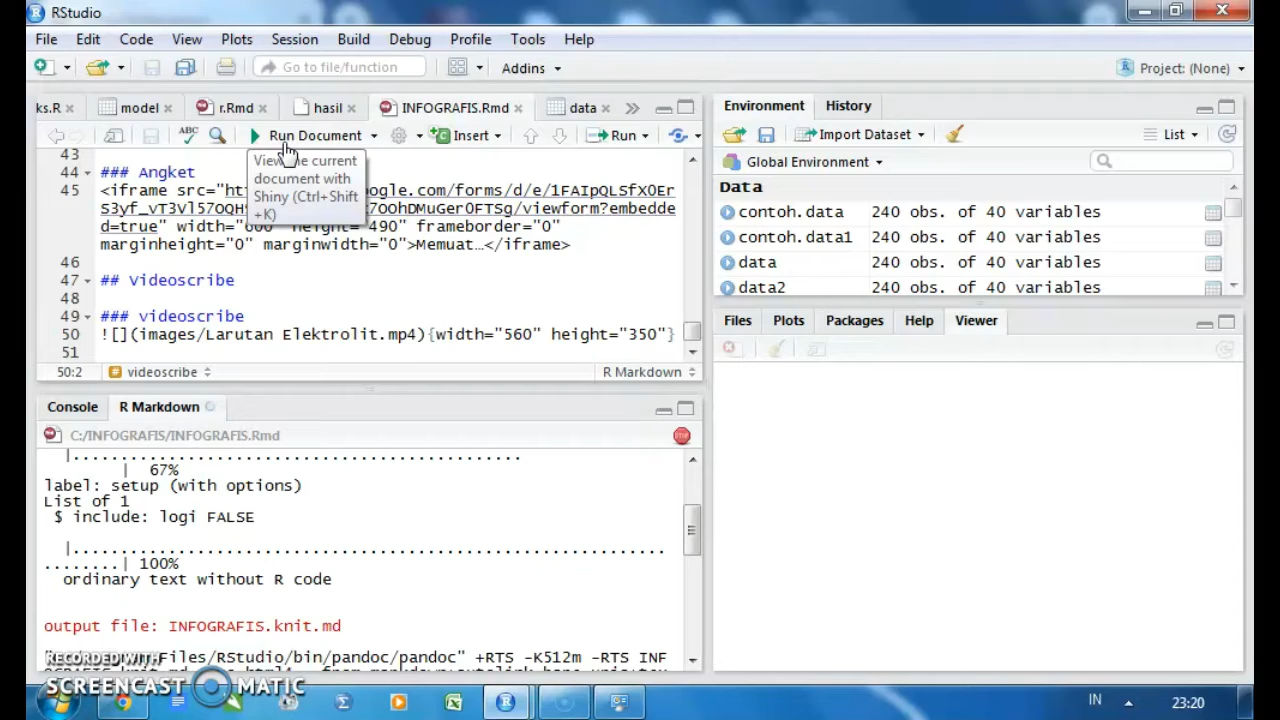 RStudio
File Edit Code View Plots Session Build Debug Profile Tools Help
Go to file/function Addins Project: (None)
ks.R model r.Rmd hasil INFOGRAFIS.Rmd data
ABC Run Document Insert Run
View the current
document with
Shiny (Ctrl+Shift
+K)
43
44 ### Angket
45 <iframe src="
oogle.com/forms/d/e/1FAIpQLSfX0Er
S3yf_vT3Vl57OQH
7OohDMuGerOFTSg/viewform?embedde
d=true" width="600" height="490" frameborder="0"
marginheight="0" marginwidth="0">Memuat…</iframe>
46
47 ## Videoscribe
48
49 ### videoscribe
50 ![](images/Larutan Elektrolit.mp4){width="560" height="350"}
51
50:2 # videoscribe R Markdown
Console R Markdown
C:/INFOGRAFIS/INFOGRAFIS.Rmd STOP
|..................................................
| 67%
label: setup (with options)
List of 1
$ include: logi FALSE
|.................................................................
........| 100%
ordinary text without R code
output file: INFOGRAFIS.knit.md
Files/RStudio/bin/pandoc/pandoc" +RTS -K512m -RTS INF
Environment History
Import Dataset List
Global Environment
Data
contoh.data 240 obs. of 40 variables
contoh.data1 240 obs. of 40 variables
data 240 obs. of 40 variables
data2 240 obs. of 40 variables
Files Plots Packages Help Viewer
RECORDED WITH
SCREENCAST MATIC
IN 23:20